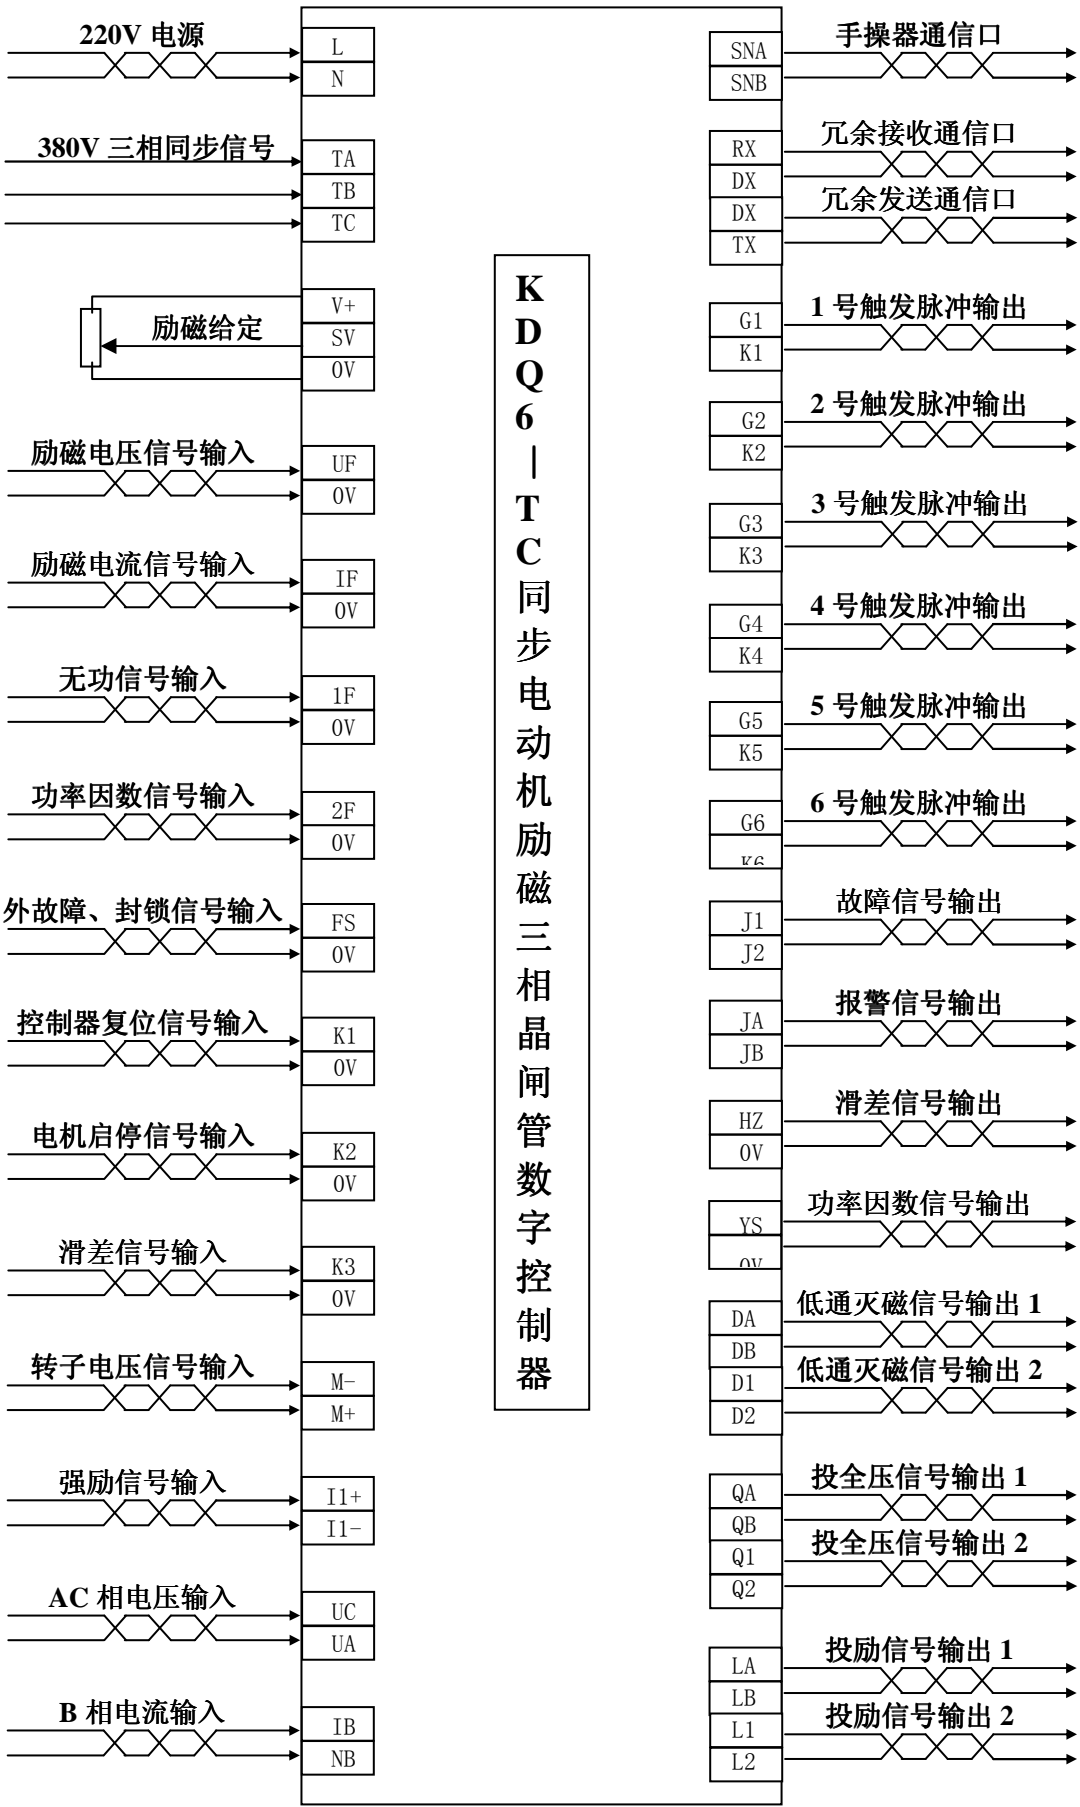 220V 电源
L
N
380V 三相同步信号
TA
TB
TC
V+
励磁给定
SV
0V
励磁电压信号输入
UF
0V
励磁电流信号输入
IF
0V
无功信号输入
1F
0V
功率因数信号输入
2F
0V
外故障、封锁信号输入
FS
0V
控制器复位信号输入
K1
0V
电机启停信号输入
K2
0V
滑差信号输入
K3
0V
转子电压信号输入
M-
M+
强励信号输入
I1+
I1-
AC 相电压输入
UC
UA
B 相电流输入
IB
NB
KDQ6－TC同步电动机励磁三相晶闸管数字控制器
手操器通信口
SNA
SNB
冗余接收通信口
RX
DX
冗余发送通信口
DX
TX
1 号触发脉冲输出
G1
K1
2 号触发脉冲输出
G2
K2
3 号触发脉冲输出
G3
K3
4 号触发脉冲输出
G4
K4
5 号触发脉冲输出
G5
K5
6 号触发脉冲输出
G6
K6
故障信号输出
J1
J2
报警信号输出
JA
JB
滑差信号输出
HZ
0V
功率因数信号输出
YS
0V
低通灭磁信号输出 1
DA
DB
低通灭磁信号输出 2
D1
D2
投全压信号输出 1
QA
QB
投全压信号输出 2
Q1
Q2
投励信号输出 1
LA
LB
投励信号输出 2
L1
L2